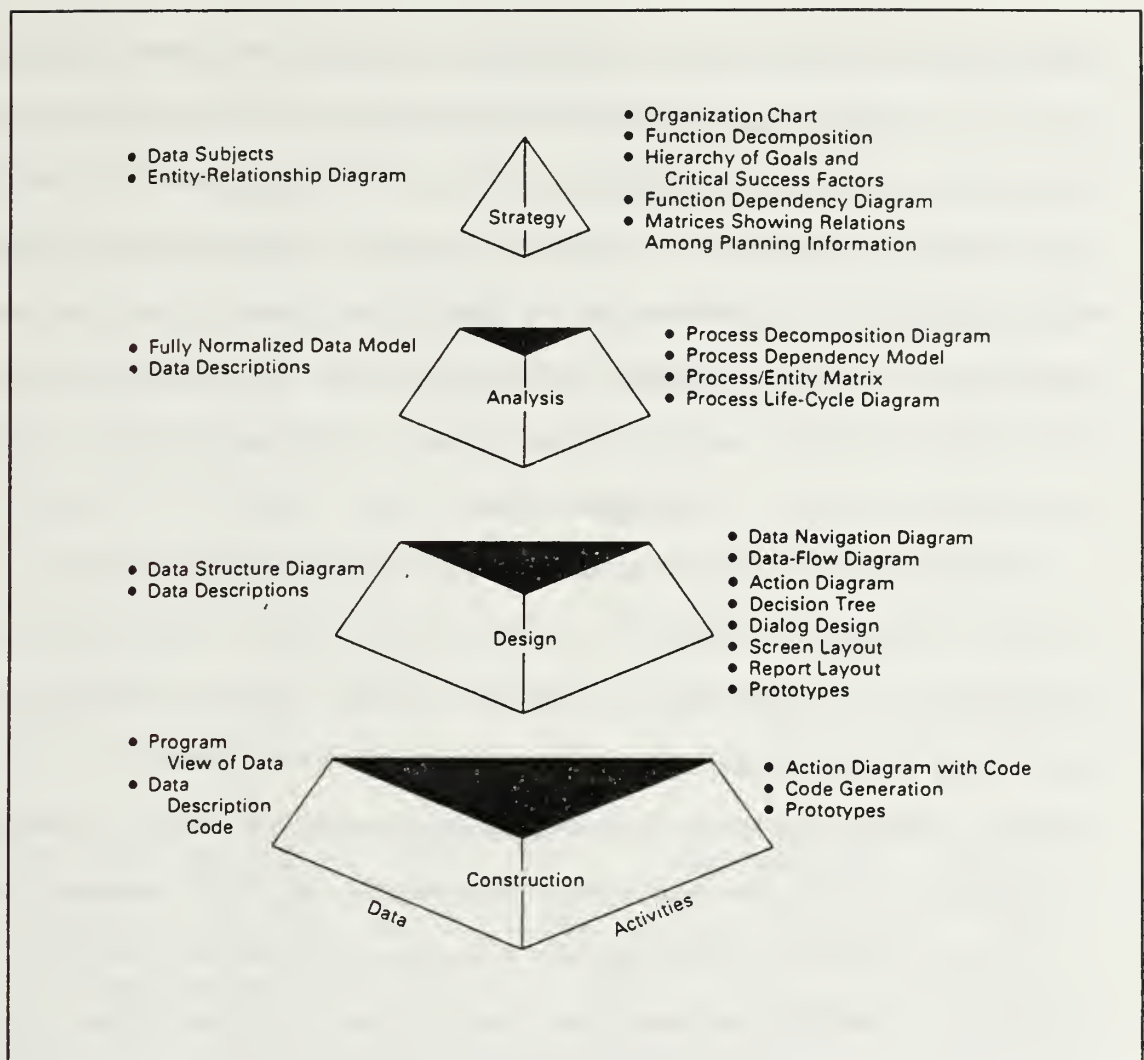 • Data Subjects
• Entity-Relationship Diagram
Strategy
• Organization Chart
• Function Decomposition
• Hierarchy of Goals and
Critical Success Factors
• Function Dependency Diagram
• Matrices Showing Relations
Among Planning Information
• Fully Normalized Data Model
• Data Descriptions
Analysis
• Process Decomposition Diagram
• Process Dependency Model
• Process/Entity Matrix
• Process Life-Cycle Diagram
• Data Structure Diagram
• Data Descriptions
Design
• Data Navigation Diagram
• Data-Flow Diagram
• Action Diagram
• Decision Tree
• Dialog Design
• Screen Layout
• Report Layout
• Prototypes
• Program
View of Data
• Data
Description
Code
Construction
Data
Activities
• Action Diagram with Code
• Code Generation
• Prototypes